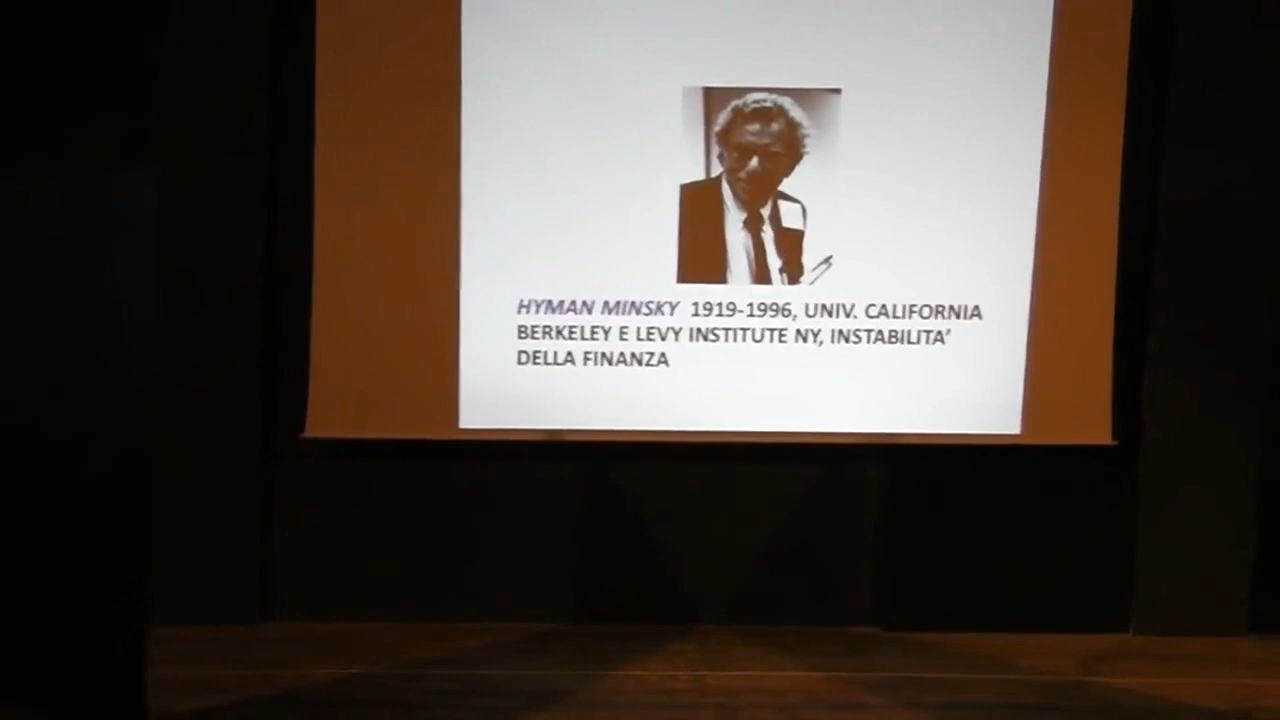 HYMAN MINSKY 1919-1996, UNIV. CALIFORNIA
BERKELEY E LEVY INSTITUTE NY, INSTABILITA'
DELLA FINANZA